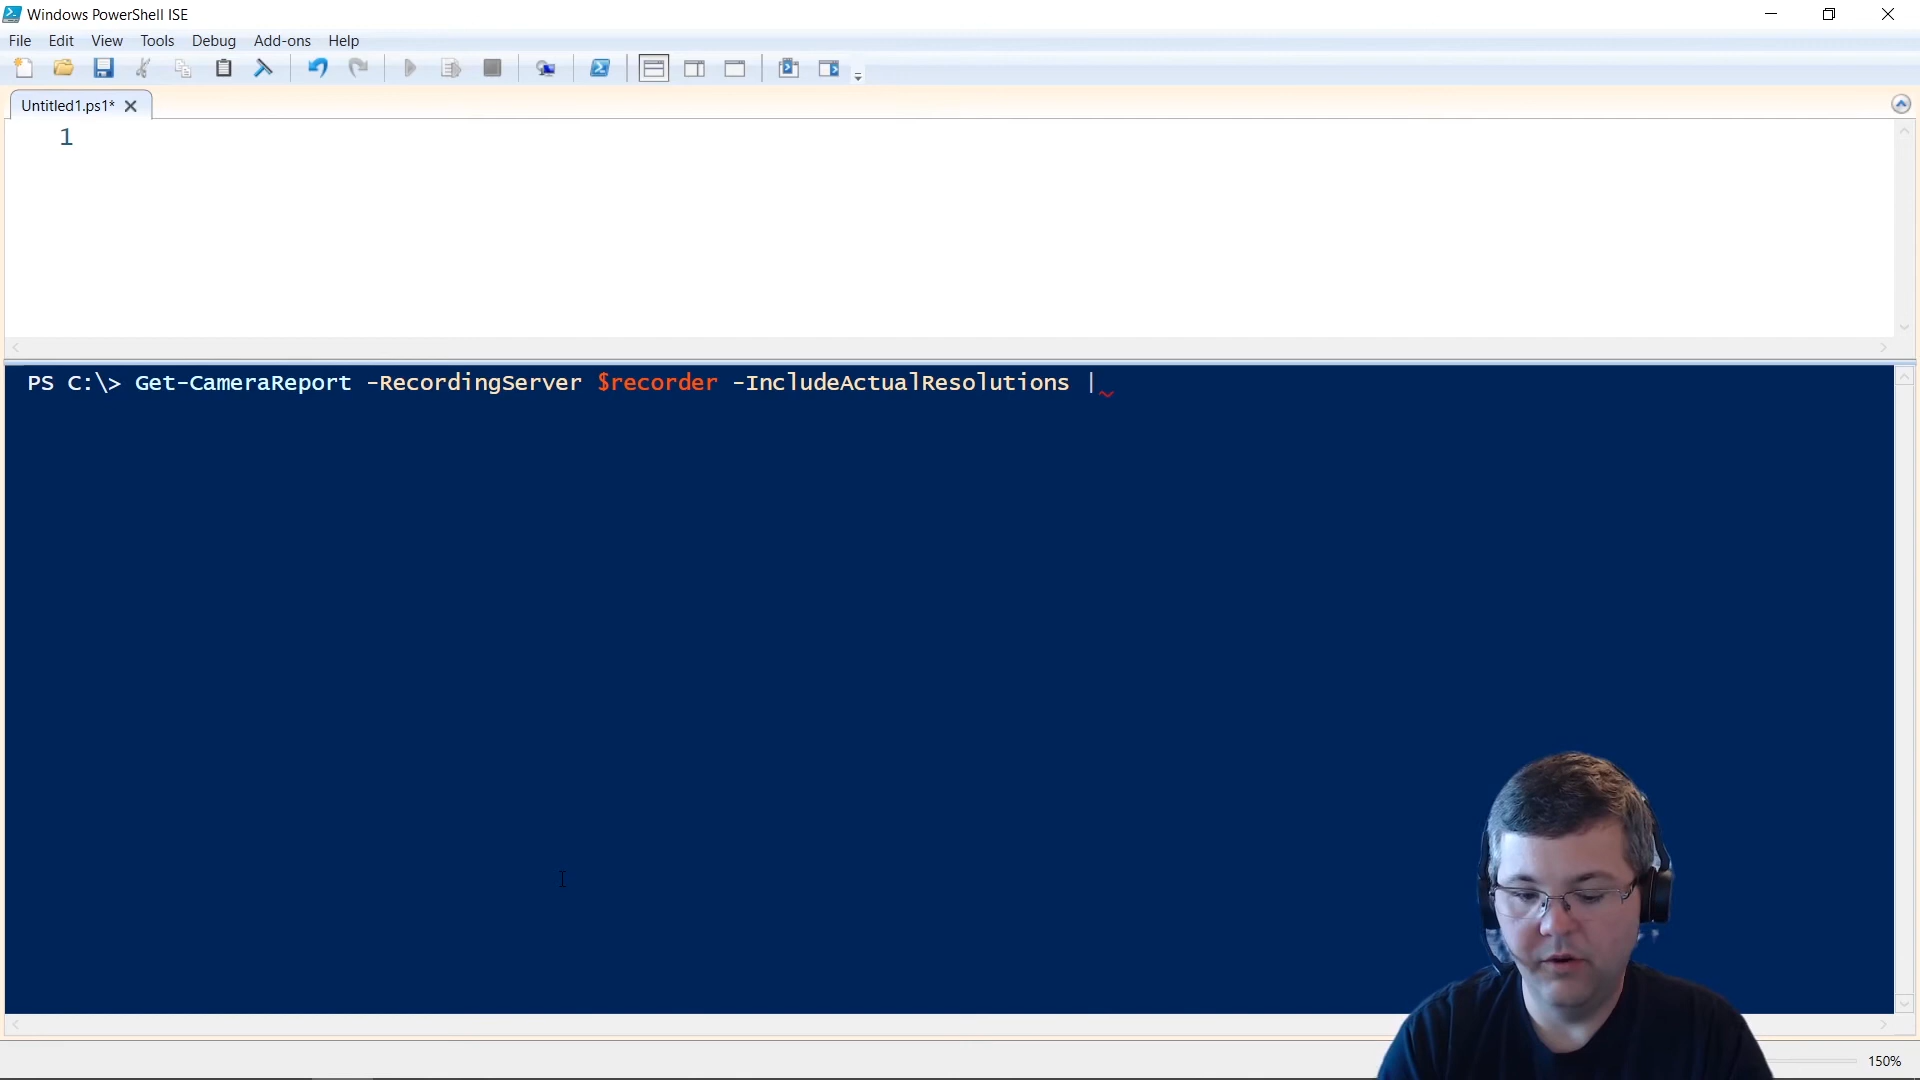 Windows PowerShell ISE
File Edit View Tools Debug Add-ons Help
Untitled1.ps1*
1
PS C:\> Get-CameraReport -RecordingServer $recorder -IncludeActualResolutions |
150%